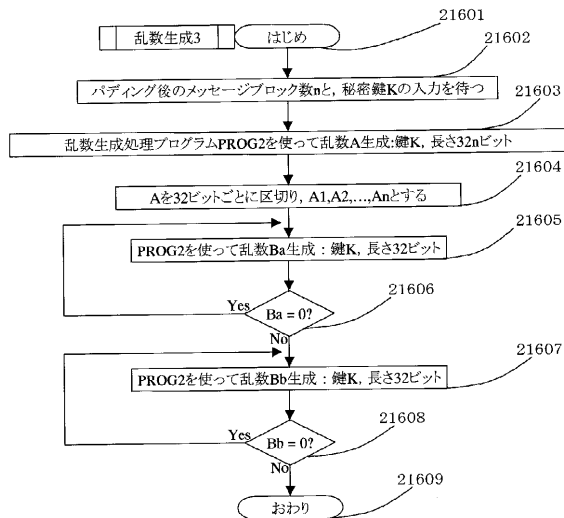 乱数生成3
はじめ
21601
21602
パディング後のメッセージブロック数nと, 秘密鍵Kの入力を待つ
21603
乱数生成処理プログラムPROG2を使って乱数A生成:鍵K, 長さ32nビット
21604
Aを32ビットごとに区切り, A1,A2,…,Anとする
21605
PROG2を使って乱数Ba生成 : 鍵K, 長さ32ビット
Yes
Ba = 0?
21606
No
21607
PROG2を使って乱数Bb生成 : 鍵K, 長さ32ビット
21608
Yes
Bb = 0?
No
21609
おわり